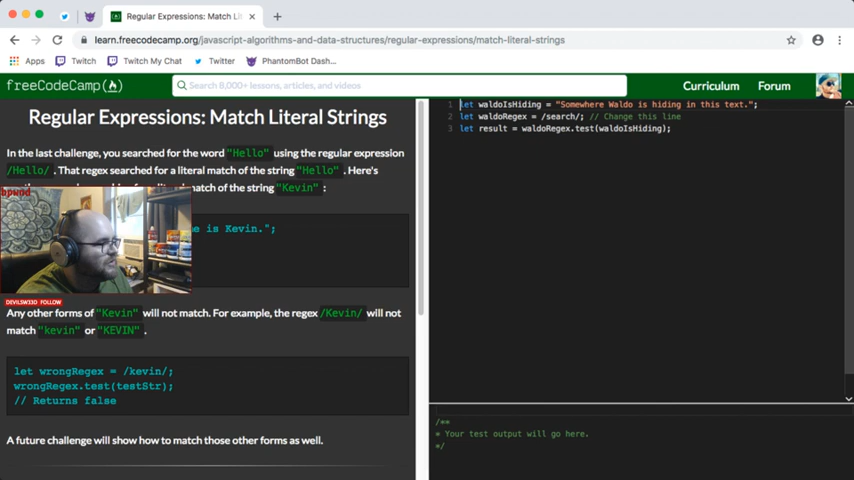 Regular Expressions: Match Lit
learn.freecodecamp.org/javascript-algorithms-and-data-structures/regular-expressions/match-literal-strings
Apps Twitch Twitch My Chat Twitter PhantomBot Dash...
freeCodeCamp
Search 8,000+ lessons, articles, and videos
Curriculum Forum
Regular Expressions: Match Literal Strings
In the last challenge, you searched for the word "Hello" using the regular expression
/Hello/ . That regex searched for a literal match of the string "Hello" . Here's
match of the string "Kevin" :
is Kevin.";
DEVILSW33D FOLLOW
Any other forms of "Kevin" will not match. For example, the regex /Kevin/ will not
match "kevin" or "KEVIN" .
let wrongRegex = /kevin/;
wrongRegex.test(testStr);
// Returns false
A future challenge will show how to match those other forms as well.
1 let waldoIsHiding = "Somewhere Waldo is hiding in this text.";
2 let waldoRegex = /search/; // Change this line
3 let result = waldoRegex.test(waldoIsHiding);
/**
* Your test output will go here.
*/